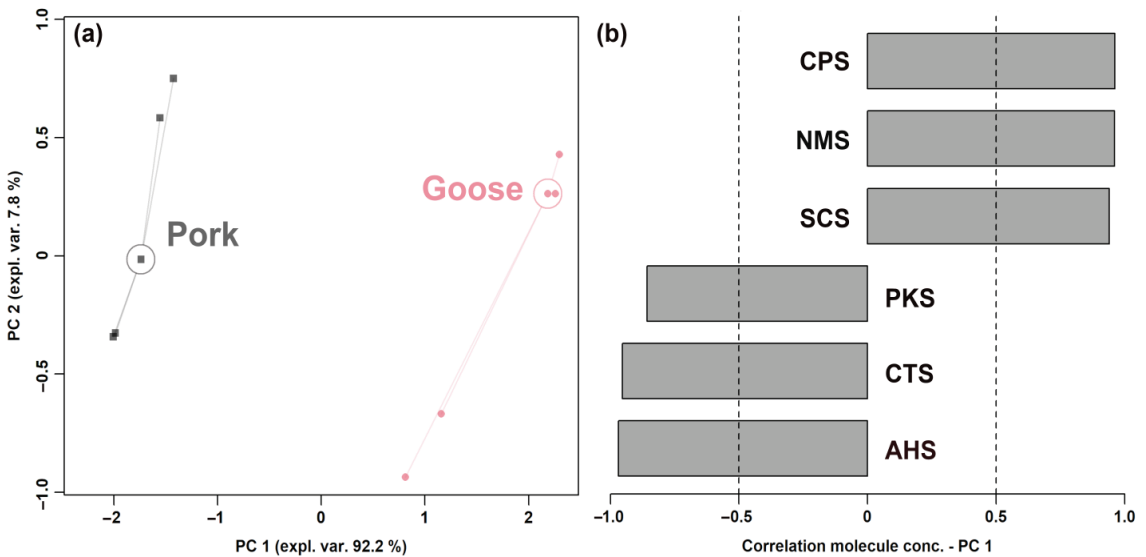 (a)
Pork
Goose
PC 2 (expl. var. 7.8 %)
1.0
0.5
0
−0.5
−1.0
−2
−1
0
1
2
PC 1 (expl. var. 92.2 %)
(b)
CPS
NMS
SCS
PKS
CTS
AHS
−1.0
−0.5
0
0.5
1.0
Correlation molecule conc. - PC 1